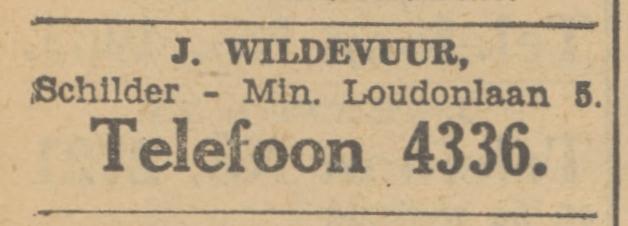 J. WILDEVUUR,
Schilder - Min. Loudonlaan 5.
Telefoon 4336.